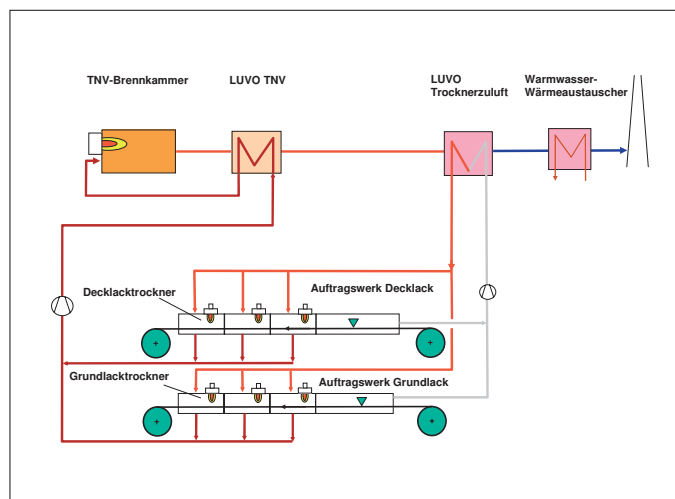 TNV-Brennkammer
LUVO TNV
LUVO
Trocknerzuluft
Warmwasser-
Wärmeaustauscher
Decklacktrockner
Auftragswerk Decklack
Grundlacktrockner
Auftragswerk Grundlack